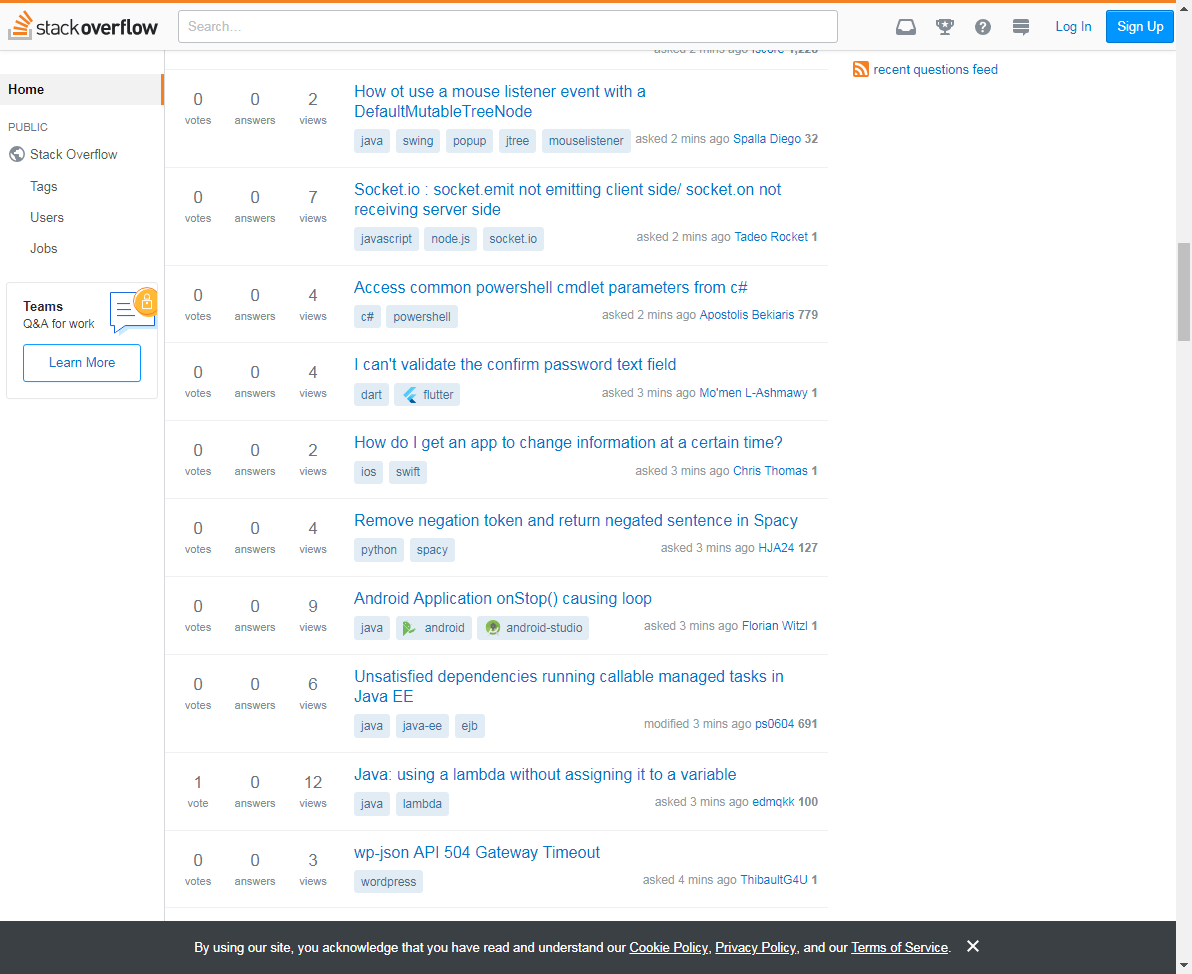 stackoverflow
Search...
Log In
Sign Up
Home
PUBLIC
Stack Overflow
Tags
Users
Jobs
Teams
Q&A for work
Learn More
asked 2 mins ago
recent questions feed
0 votes 0 answers 2 views
How ot use a mouse listener event with a
DefaultMutableTreeNode
java swing popup jtree mouselistener asked 2 mins ago Spalla Diego 32
0 votes 0 answers 7 views
Socket.io : socket.emit not emitting client side/ socket.on not
receiving server side
javascript node.js socket.io asked 2 mins ago Tadeo Rocket 1
0 votes 0 answers 4 views
Access common powershell cmdlet parameters from c#
c# powershell asked 2 mins ago Apostolis Bekiaris 779
0 votes 0 answers 4 views
I can't validate the confirm password text field
dart flutter asked 3 mins ago Mo'men L-Ashmawy 1
0 votes 0 answers 2 views
How do I get an app to change information at a certain time?
ios swift asked 3 mins ago Chris Thomas 1
0 votes 0 answers 4 views
Remove negation token and return negated sentence in Spacy
python spacy asked 3 mins ago HJA24 127
0 votes 0 answers 9 views
Android Application onStop() causing loop
java android android-studio asked 3 mins ago Florian Witzl 1
0 votes 0 answers 6 views
Unsatisfied dependencies running callable managed tasks in
Java EE
java java-ee ejb modified 3 mins ago ps0604 691
1 vote 0 answers 12 views
Java: using a lambda without assigning it to a variable
java lambda asked 3 mins ago edmqkk 100
0 votes 0 answers 3 views
wp-json API 504 Gateway Timeout
wordpress asked 4 mins ago ThibaultG4U 1
By using our site, you acknowledge that you have read and understand our Cookie Policy, Privacy Policy, and our Terms of Service.